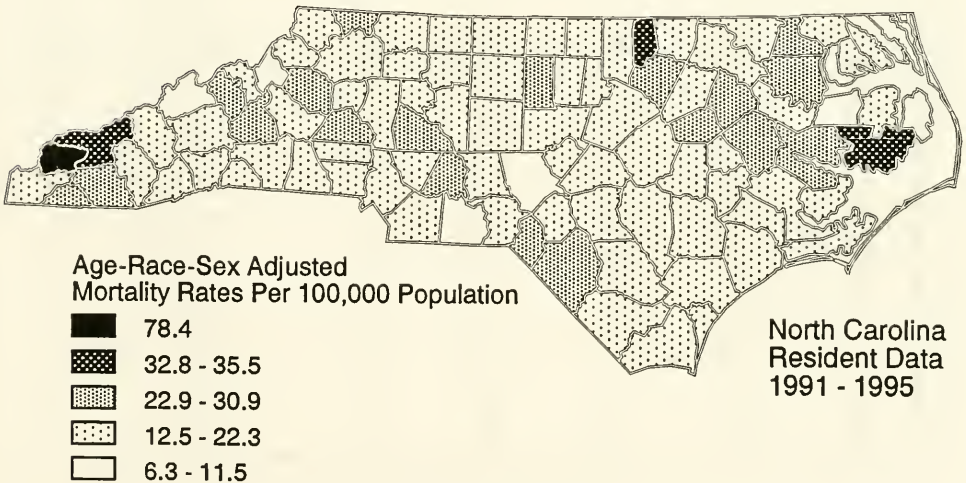 Age-Race-Sex Adjusted
Mortality Rates Per 100,000 Population
78.4
32.8 - 35.5
22.9 - 30.9
12.5 - 22.3
6.3 - 11.5
North Carolina
Resident Data
1991 - 1995